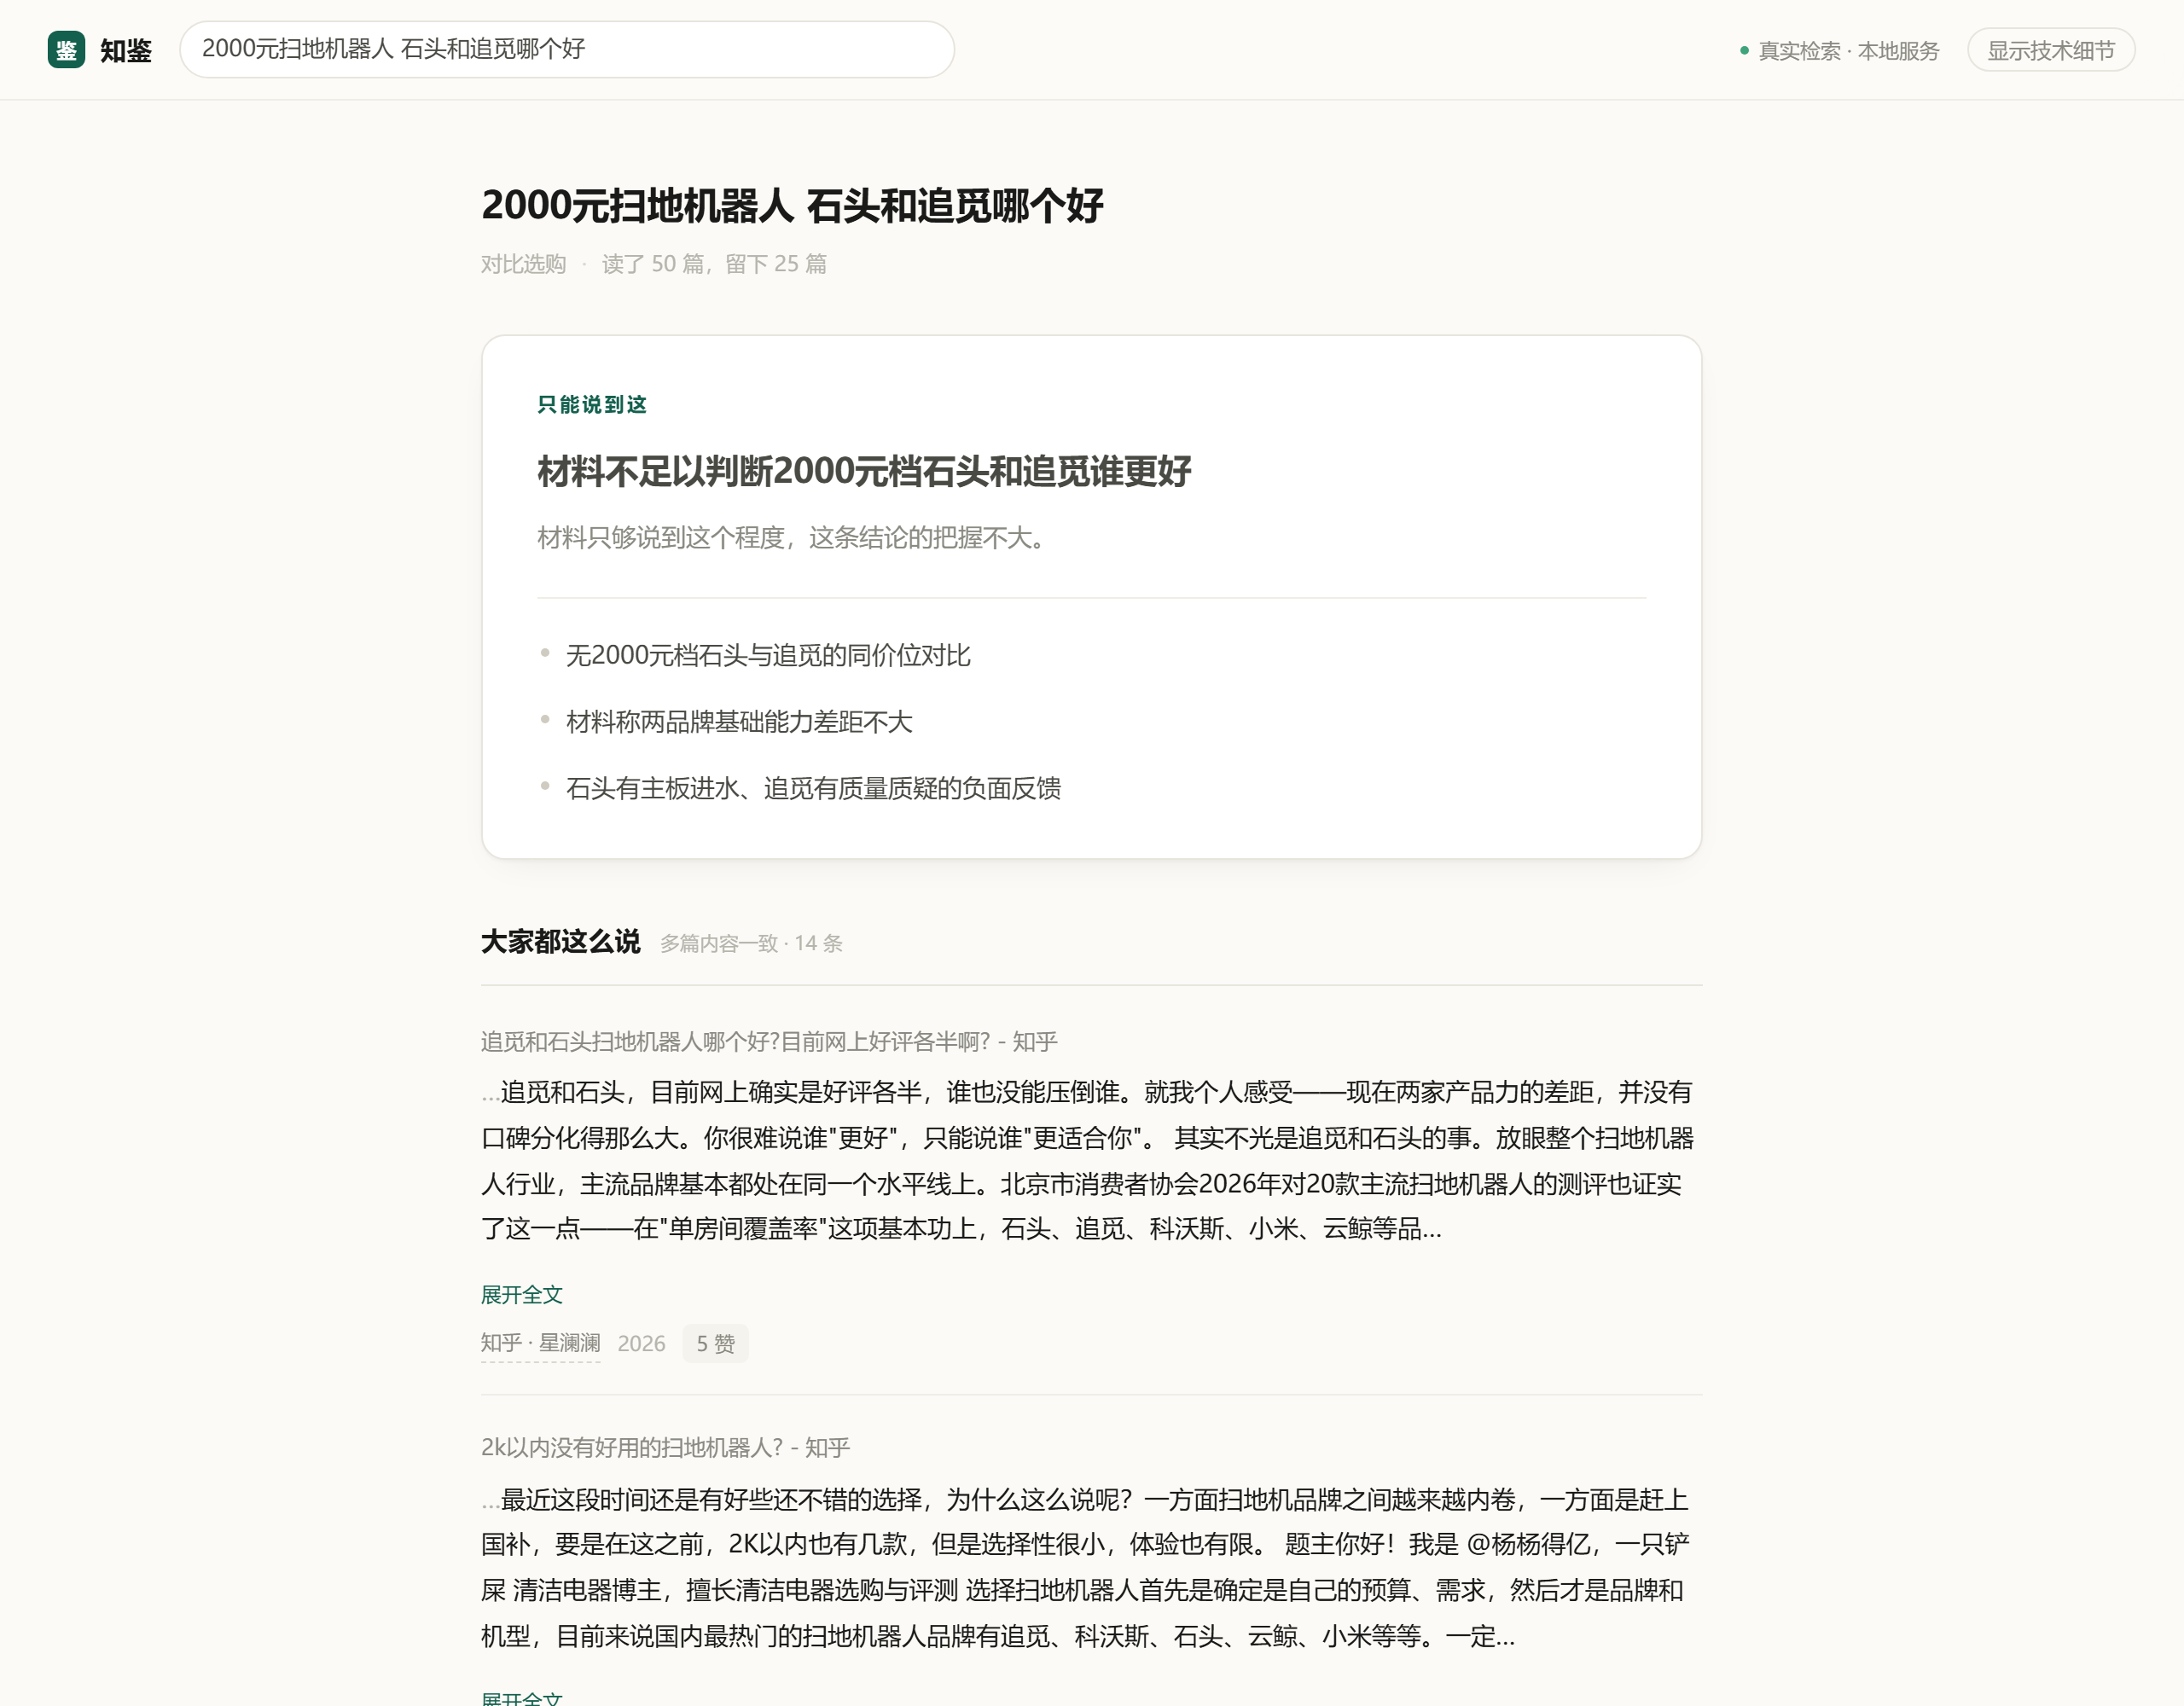 鉴 知鉴 2000元扫地机器人 石头和追觅哪个好 真实检索 · 本地服务 显示技术细节
2000元扫地机器人 石头和追觅哪个好
对比选购 · 读了 50 篇，留下 25 篇
只能说到这
材料不足以判断2000元档石头和追觅谁更好
材料只够说到这个程度，这条结论的把握不大。
无2000元档石头与追觅的同价位对比
材料称两品牌基础能力差距不大
石头有主板进水、追觅有质量质疑的负面反馈
大家都这么说 多篇内容一致 · 14 条
追觅和石头扫地机器人哪个好?目前网上好评各半啊? - 知乎
...追觅和石头，目前网上确实是好评各半，谁也没能压倒谁。就我个人感受——现在两家产品力的差距，并没有
口碑分化得那么大。你很难说谁"更好"，只能说谁"更适合你"。 其实不光是追觅和石头的事。放眼整个扫地机器
人行业，主流品牌基本都处在同一个水平线上。北京市消费者协会2026年对20款主流扫地机器人的测评也证实
了这一点——在"单房间覆盖率"这项基本功上，石头、追觅、科沃斯、小米、云鲸等品...
展开全文
知乎 · 星澜澜 2026 5 赞
2k以内没有好用的扫地机器人? - 知乎
...最近这段时间还是有好些还不错的选择，为什么这么说呢？一方面扫地机品牌之间越来越内卷，一方面是赶上
国补，要是在这之前，2K以内也有几款，但是选择性很小，体验也有限。 题主你好！我是 @杨杨得亿，一只铲
屎 清洁电器博主，擅长清洁电器选购与评测 选择扫地机器人首先是确定是自己的预算、需求，然后才是品牌和
机型，目前来说国内最热门的扫地机器人品牌有追觅、科沃斯、石头、云鲸、小米等等。一定...
展开全文